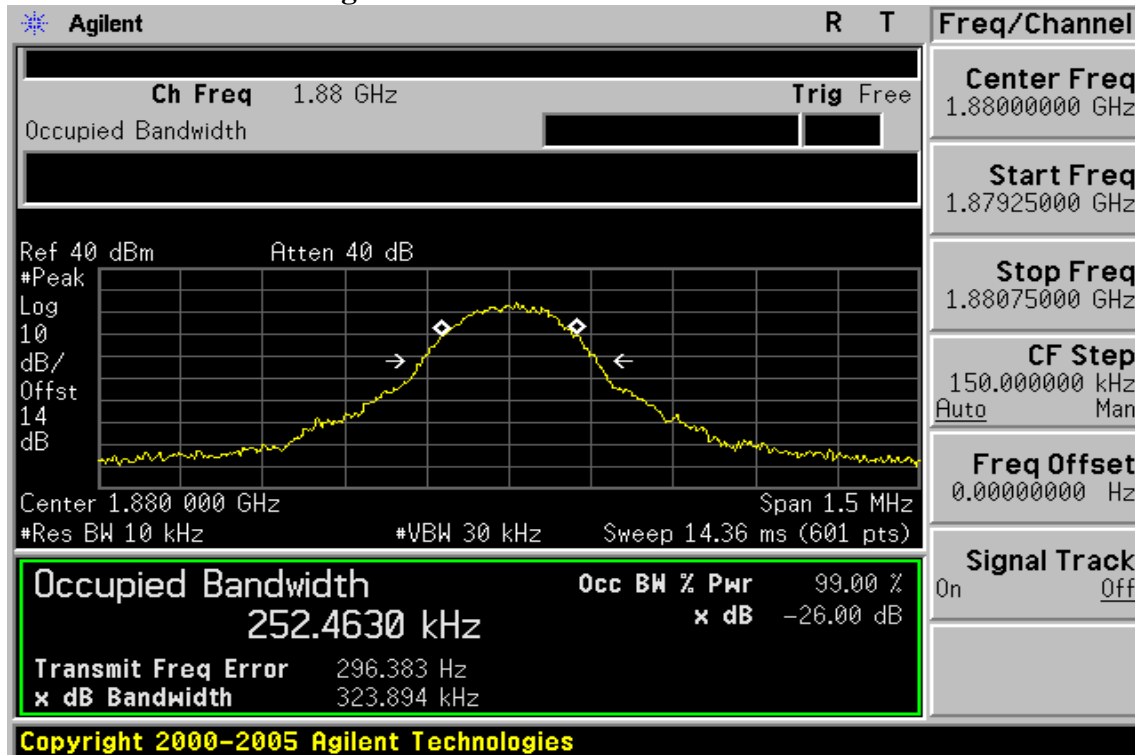 Agilent R T Freq/Channel
Ch Freq 1.88 GHz Trig Free
Occupied Bandwidth
Center Freq
1.88000000 GHz
Start Freq
1.87925000 GHz
Stop Freq
1.88075000 GHz
CF Step
150.000000 kHz
Auto Man
Freq Offset
0.00000000 Hz
Signal Track
On Off
Ref 40 dBm Atten 40 dB
#Peak
Log
10
dB/
Offst
14
dB
Center 1.880 000 GHz Span 1.5 MHz
#Res BW 10 kHz #VBW 30 kHz Sweep 14.36 ms (601 pts)
Occupied Bandwidth Occ BW % Pwr 99.00 %
252.4630 kHz x dB -26.00 dB
Transmit Freq Error 296.383 Hz
x dB Bandwidth 323.894 kHz
Copyright 2000-2005 Agilent Technologies